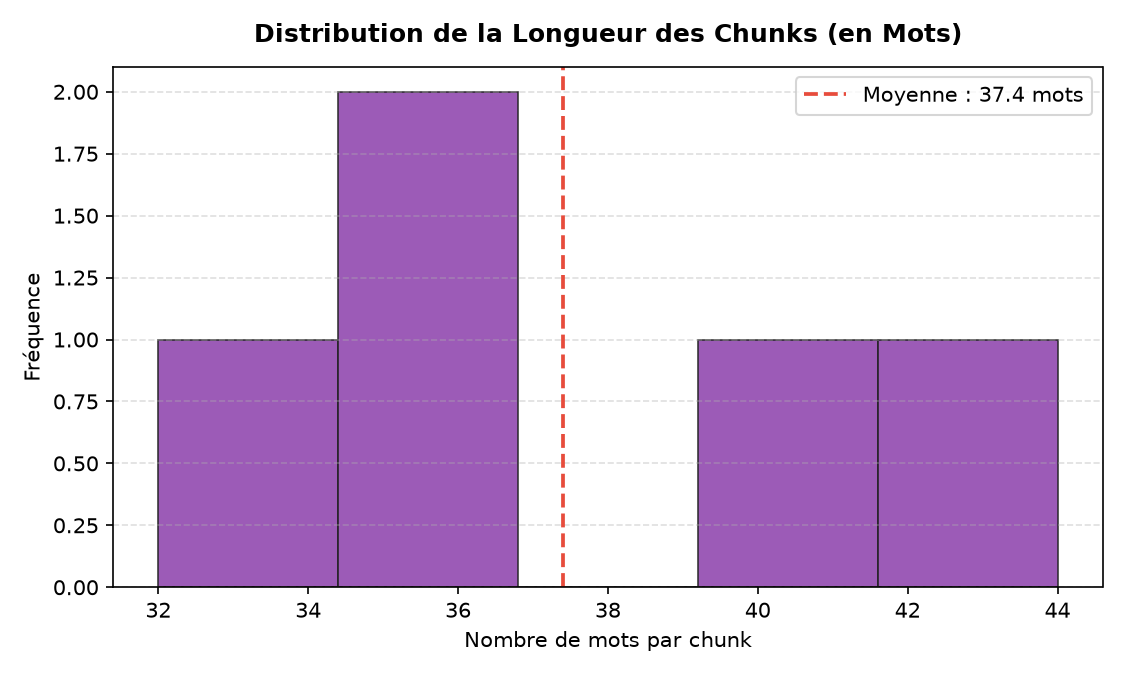 Distribution de la Longueur des Chunks (en Mots)
Moyenne : 37.4 mots
2.00
1.75
1.50
1.25
1.00
0.75
0.50
0.25
0.00
Fréquence
32 34 36 38 40 42 44
Nombre de mots par chunk